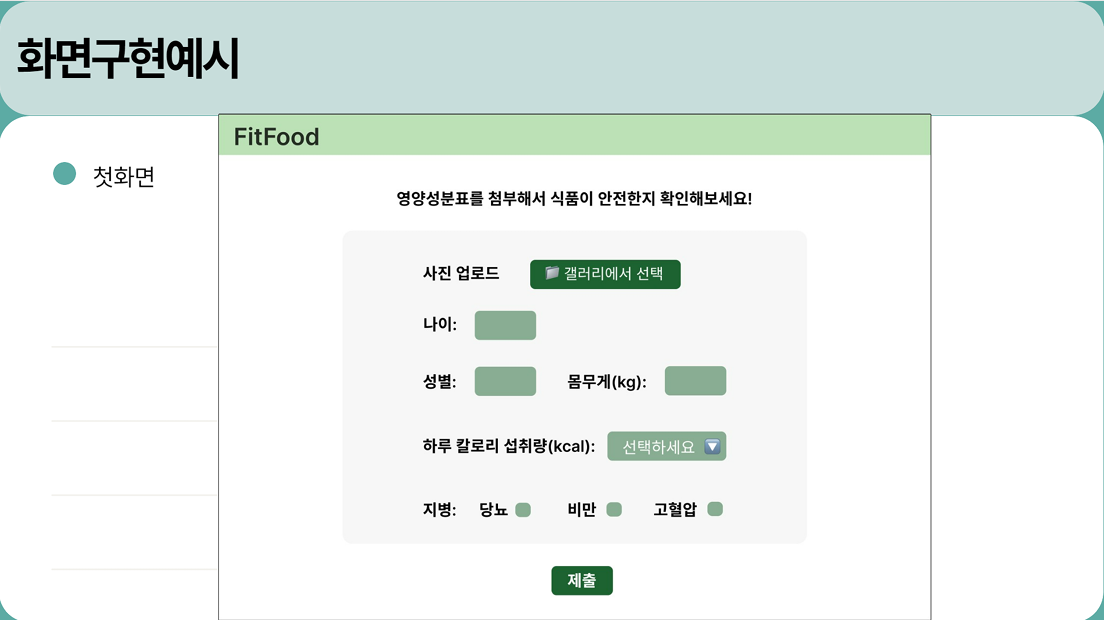 화면구현예시
첫화면
FitFood
영양성분표를 첨부해서 식품이 안전한지 확인해보세요!
사진 업로드 갤러리에서 선택
나이:
성별: 몸무게(kg):
하루 칼로리 섭취량(kcal): 선택하세요
지병: 당뇨 비만 고혈압
제출